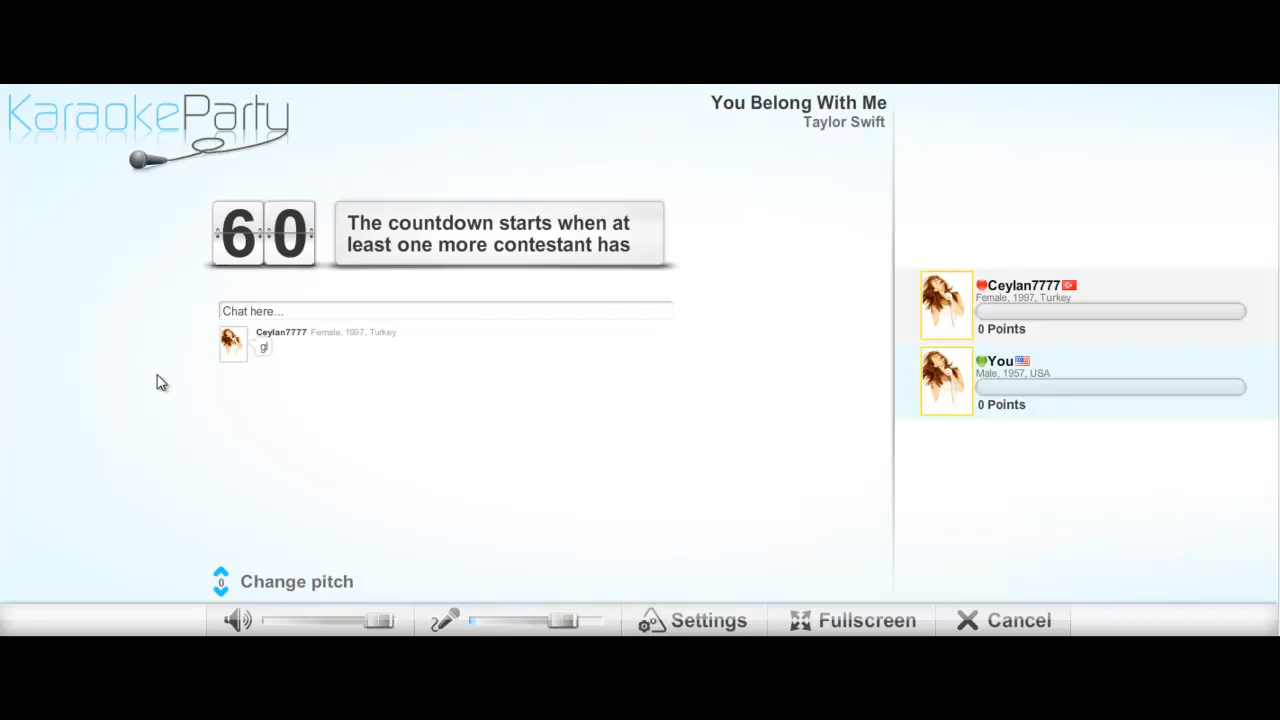 KaraokeParty
You Belong With Me
Taylor Swift
60
The countdown starts when at
least one more contestant has
Chat here...
Ceylan7777 Female, 1997, Turkey
gl
Ceylan7777
Female, 1997, Turkey
0 Points
You
Male, 1957, USA
0 Points
0 Change pitch
Settings
Fullscreen
Cancel